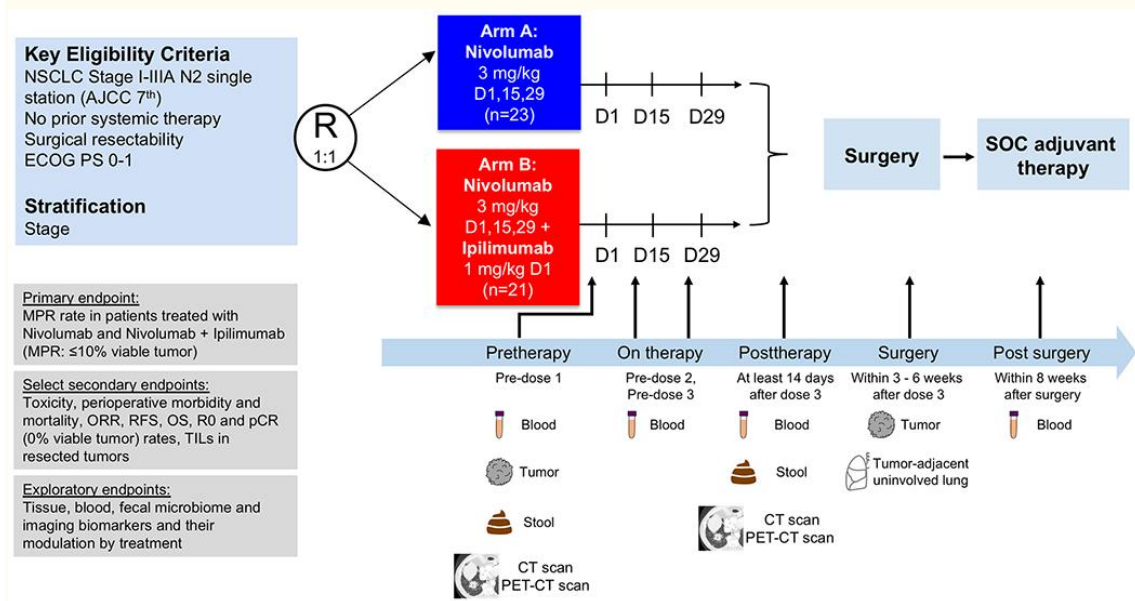 Key Eligibility Criteria
NSCLC Stage I-IIIA N2 single
station (AJCC 7th)
No prior systemic therapy
Surgical resectability
ECOG PS 0-1
Stratification
Stage
R
1:1
Arm A:
Nivolumab
3 mg/kg
D1,15,29
(n=23)
D1 D15 D29
Arm B:
Nivolumab
3 mg/kg
D1,15,29 +
Ipilimumab
1 mg/kg D1
(n=21)
D1 D15 D29
Surgery
SOC adjuvant
therapy
Primary endpoint:
MPR rate in patients treated with
Nivolumab and Nivolumab + Ipilimumab
(MPR: ≤10% viable tumor)
Select secondary endpoints:
Toxicity, perioperative morbidity and
mortality, ORR, RFS, OS, R0 and pCR
(0% viable tumor) rates, TILs in
resected tumors
Exploratory endpoints:
Tissue, blood, fecal microbiome and
imaging biomarkers and their
modulation by treatment
Pretherapy
Pre-dose 1
Blood
Tumor
Stool
CT scan
PET-CT scan
On therapy
Pre-dose 2,
Pre-dose 3
Blood
Posttherapy
At least 14 days
after dose 3
Blood
Stool
CT scan
PET-CT scan
Surgery
Within 3 - 6 weeks
after dose 3
Tumor
Tumor-adjacent
uninvolved lung
Post surgery
Within 8 weeks
after surgery
Blood